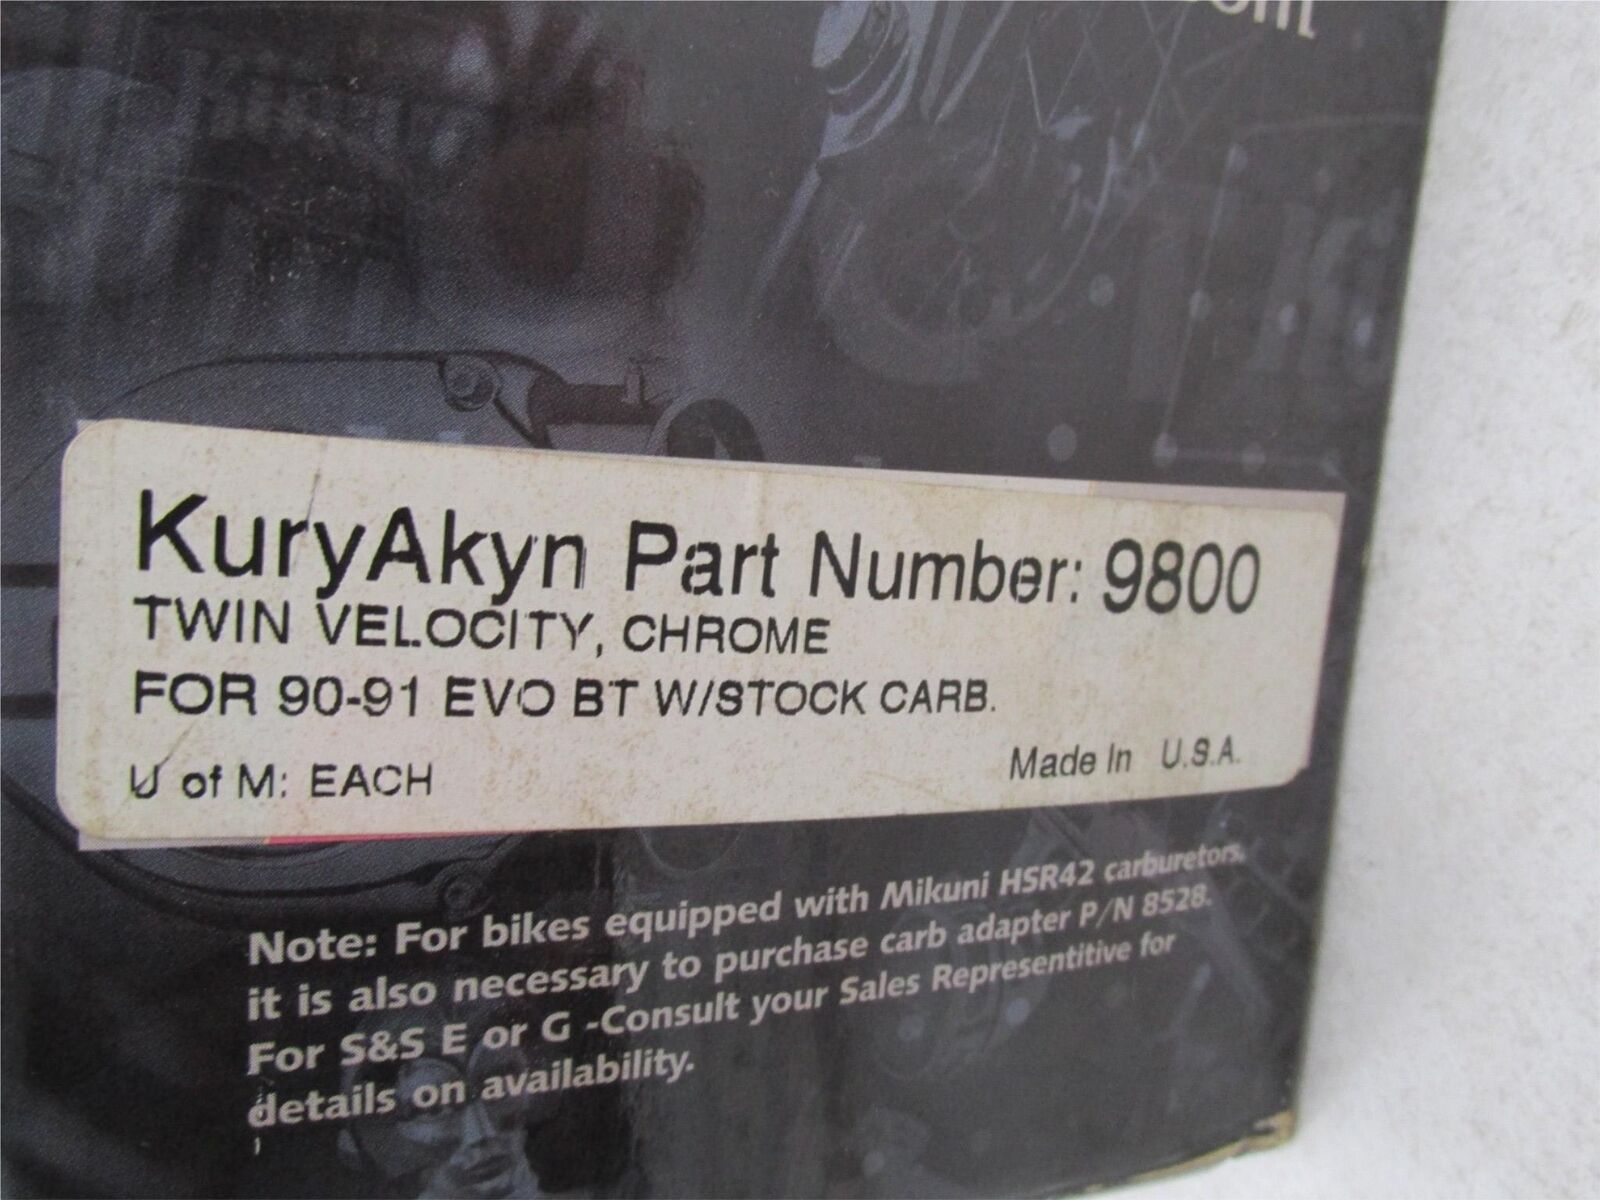 KuryAkyn Part Number: 9800
TWIN VELOCITY, CHROME
FOR 90-91 EVO BT W/STOCK CARB.
U of M: EACH Made In U.S.A.
Note: For bikes equipped with Mikuni HSR42 carburetors,
it is also necessary to purchase carb adapter P/N 8528.
For S&S E or G -Consult your Sales Representitive for
details on availability.